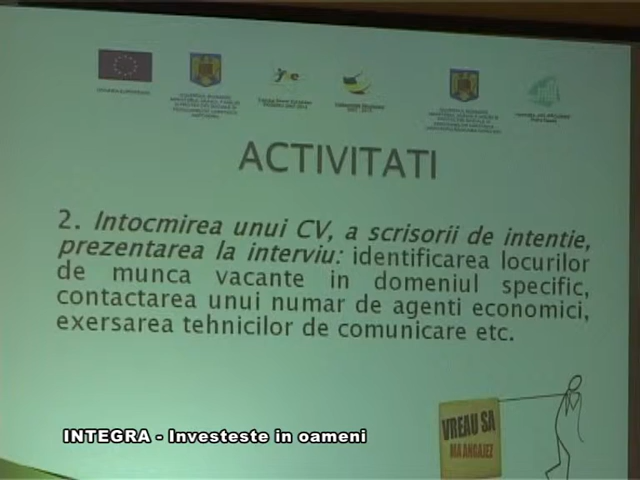 ACTIVITATI
2. Intocmirea unui CV, a scrisorii de intentie,
prezentarea la interviu: identificarea locurilor
de munca vacante in domeniul specific,
contactarea unui numar de agenti economici,
exersarea tehnicilor de comunicare etc.
VREAU SA
MA ANGAJEZ
INTEGRA - Investeste in oameni